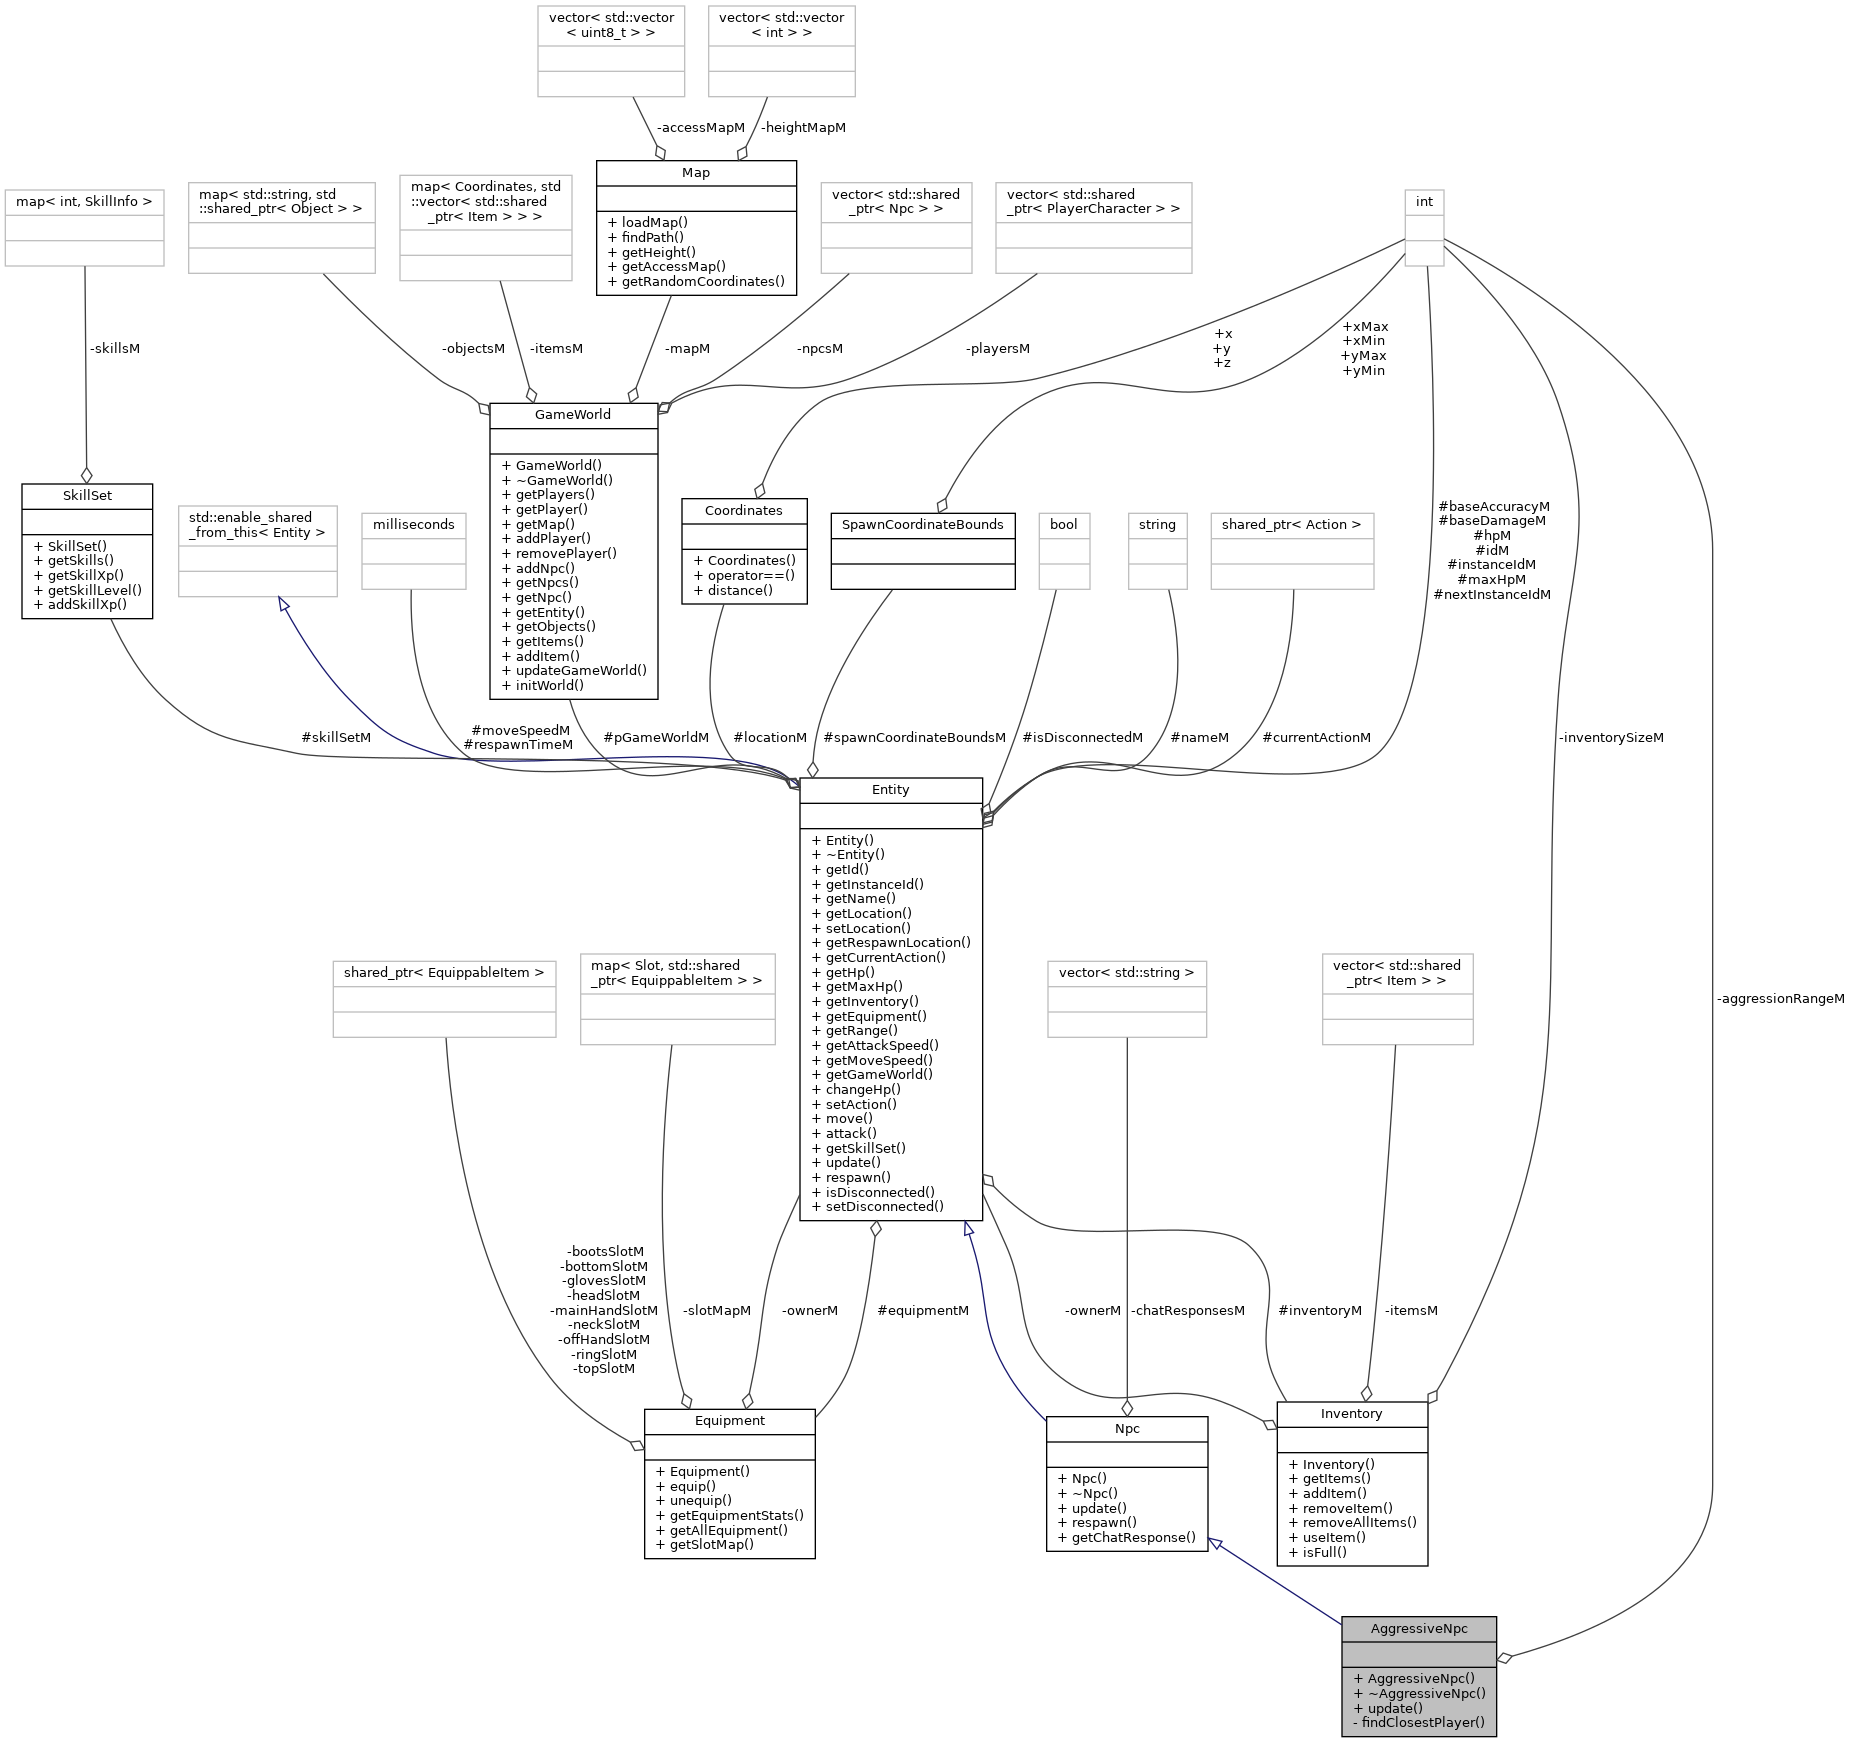 vector< std::vector
< uint8_t > >
vector< std::vector
< int > >
-accessMapM
-heightMapM
Map
+ loadMap()
+ findPath()
+ getHeight()
+ getAccessMap()
+ getRandomCoordinates()
map< int, SkillInfo >
map< std::string, std
::shared_ptr< Object > >
map< Coordinates, std
::vector< std::shared
_ptr< Item > > >
vector< std::shared
_ptr< Npc > >
vector< std::shared
_ptr< PlayerCharacter > >
int
-skillsM
-objectsM
-itemsM
-mapM
-npcsM
-playersM
+x
+y
+z
+xMax
+xMin
+yMax
+yMin
SkillSet
+ SkillSet()
+ getSkills()
+ getSkillXp()
+ getSkillLevel()
+ addSkillXp()
std::enable_shared
_from_this< Entity >
milliseconds
GameWorld
+ GameWorld()
+ ~GameWorld()
+ getPlayers()
+ getPlayer()
+ getMap()
+ addPlayer()
+ removePlayer()
+ addNpc()
+ getNpcs()
+ getNpc()
+ getEntity()
+ getObjects()
+ getItems()
+ addItem()
+ updateGameWorld()
+ initWorld()
Coordinates
+ Coordinates()
+ operator==()
+ distance()
SpawnCoordinateBounds
bool
string
shared_ptr< Action >
#baseAccuracyM
#baseDamageM
#hpM
#idM
#instanceIdM
#maxHpM
#nextInstanceIdM
#skillSetM
#moveSpeedM
#respawnTimeM
#pGameWorldM
#locationM
#spawnCoordinateBoundsM
#isDisconnectedM
#nameM
#currentActionM
-inventorySizeM
Entity
+ Entity()
+ ~Entity()
+ getId()
+ getInstanceId()
+ getName()
+ getLocation()
+ setLocation()
+ getRespawnLocation()
+ getCurrentAction()
+ getHp()
+ getMaxHp()
+ getInventory()
+ getEquipment()
+ getRange()
+ getAttackSpeed()
+ getMoveSpeed()
+ getGameWorld()
+ changeHp()
+ setAction()
+ move()
+ attack()
+ getSkillSet()
+ update()
+ respawn()
+ isDisconnected()
+ setDisconnected()
shared_ptr< EquippableItem >
map< Slot, std::shared
_ptr< EquippableItem > >
vector< std::string >
vector< std::shared
_ptr< Item > >
-aggressionRangeM
-bootsSlotM
-bottomSlotM
-glovesSlotM
-headSlotM
-mainHandSlotM
-neckSlotM
-offHandSlotM
-ringSlotM
-topSlotM
-slotMapM
-ownerM
#equipmentM
-ownerM
-chatResponsesM
#inventoryM
-itemsM
Equipment
+ Equipment()
+ equip()
+ unequip()
+ getEquipmentStats()
+ getAllEquipment()
+ getSlotMap()
Npc
+ Npc()
+ ~Npc()
+ update()
+ respawn()
+ getChatResponse()
Inventory
+ Inventory()
+ getItems()
+ addItem()
+ removeItem()
+ removeAllItems()
+ useItem()
+ isFull()
AggressiveNpc
+ AggressiveNpc()
+ ~AggressiveNpc()
+ update()
- findClosestPlayer()